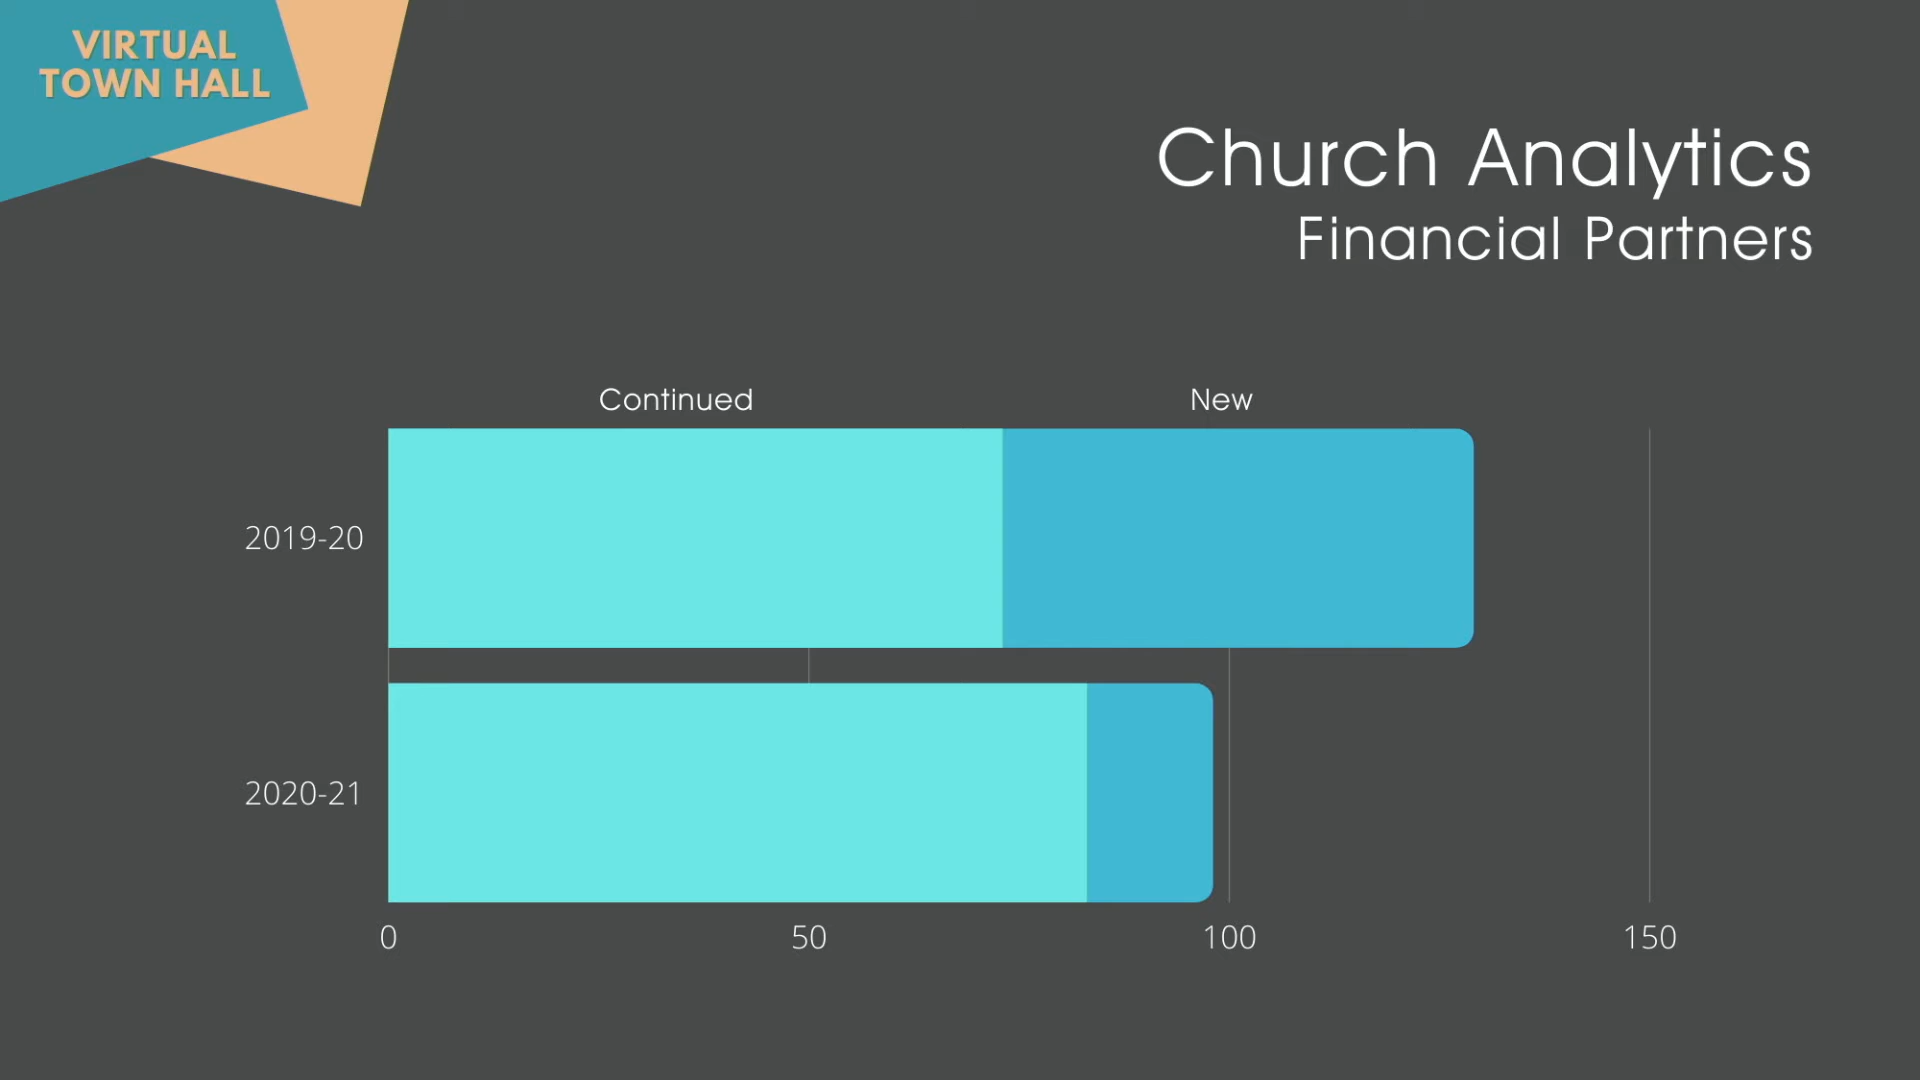 VIRTUAL
TOWN HALL
Church Analytics
Financial Partners
Continued New
2019-20
2020-21
0 50 100 150